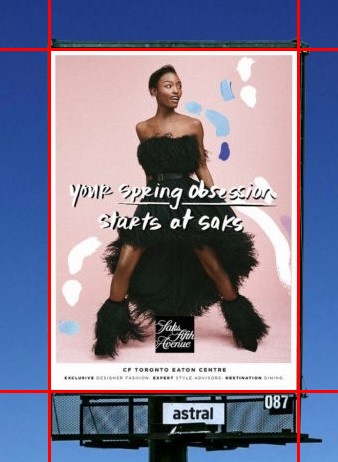 your spring obsession
starts at saks
Saks
Fifth
Avenue
CF TORONTO EATON CENTRE
EXCLUSIVE DESIGNER FASHION. EXPERT STYLE ADVISORS. DESTINATION DINING.
087
astral